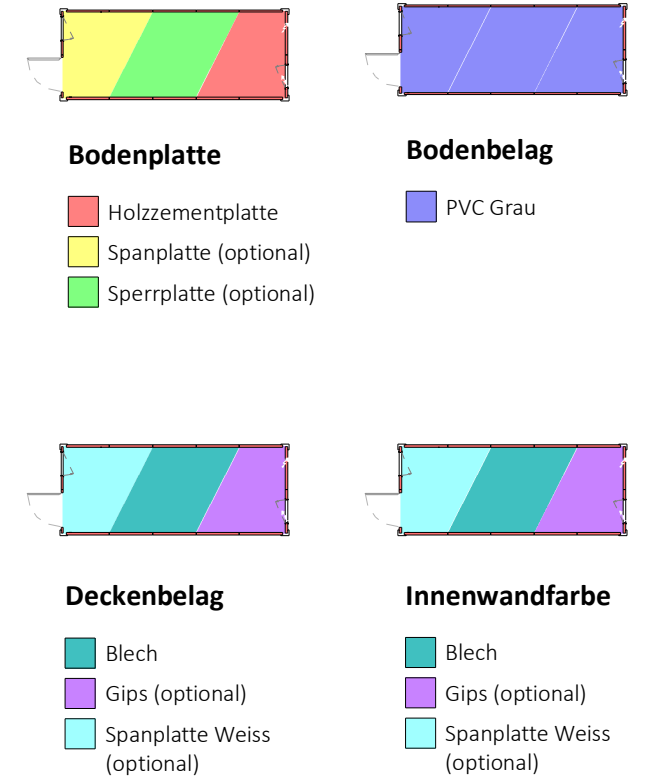 Bodenplatte
Holzzementplatte
Spanplatte (optional)
Sperrplatte (optional)
Bodenbelag
PVC Grau
Deckenbelag
Blech
Gips (optional)
Spanplatte Weiss
(optional)
Innenwandfarbe
Blech
Gips (optional)
Spanplatte Weiss
(optional)